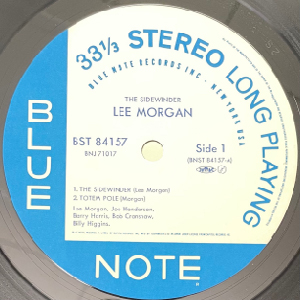 33⅓ STEREO LONG PLAYING
BLUE NOTE RECORDS INC · NEW YORK USA
THE SIDEWINDER
LEE MORGAN
BST 84157
BNJ71017
Side 1
(BNST 84157-A)
1. THE SIDEWINDER (Lee Morgan)
2. TOTEM POLE (Morgan)
Lee Morgan, Joe Henderson,
Barry Harris, Bob Cranshaw,
Billy Higgins.
BLUE
NOTE